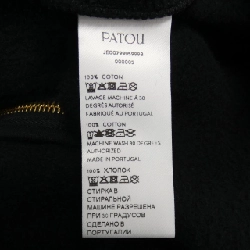 PATOU
100% COTON
LAVAGE MACHINE A 30
DEGRÉS AUTORISÉ
FABRIQUÉ AU PORTUGAL
100% COTTON
MACHINE WASH 30 DEGREES
AUTHORIZED
MADE IN PORTUGAL
100% ХЛОПОК
СТИРКА В
СТИРАЛЬНОЙ
МАШИНЕ РАЗРЕШЕНА
ПРИ 30 ГРАДУСОВ
СДЕЛАНО В
ПОРТУГАЛИИ